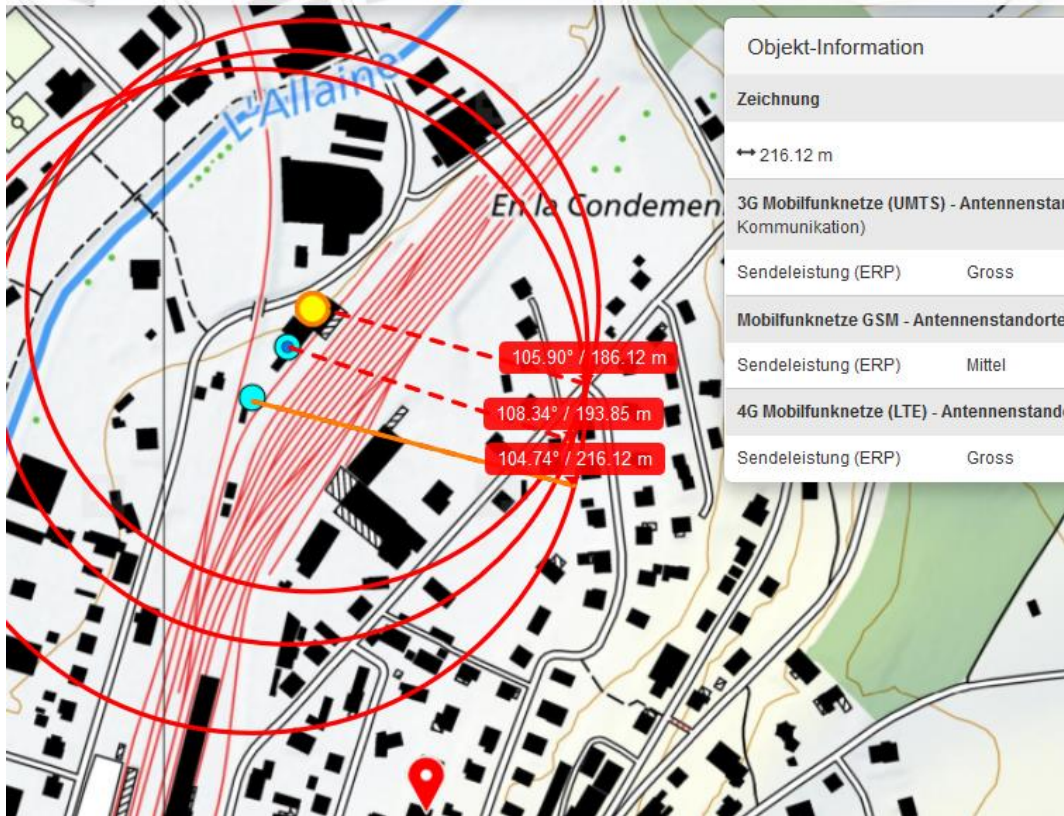 L'Allaine
En la Condemen
105.90° / 186.12 m
108.34° / 193.85 m
104.74° / 216.12 m
Objekt-Information
Zeichnung
↔ 216.12 m
3G Mobilfunknetze (UMTS) - Antennenstan
Kommunikation)
Sendeleistung (ERP) Gross
Mobilfunknetze GSM - Antennenstandorte
Sendeleistung (ERP) Mittel
4G Mobilfunknetze (LTE) - Antennenstand
Sendeleistung (ERP) Gross